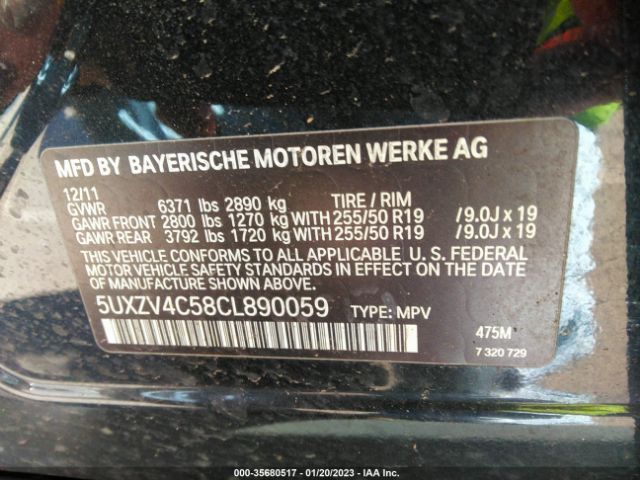 MFD BY BAYERISCHE MOTOREN WERKE AG
12/11
GVWR 6371 lbs 2890 kg TIRE / RIM
GAWR FRONT 2800 lbs 1270 kg WITH 255/50 R19 /9.0J x 19
GAWR REAR 3792 lbs 1720 kg WITH 255/50 R19 /9.0J x 19
THIS VEHICLE CONFORMS TO ALL APPLICABLE U. S. FEDERAL
MOTOR VEHICLE SAFETY STANDARDS IN EFFECT ON THE DATE
OF MANUFACTURE SHOWN ABOVE.
5UXZV4C58CL890059 TYPE: MPV
475M
7 320 729
000-35680517 - 01/20/2023 - IAA Inc.